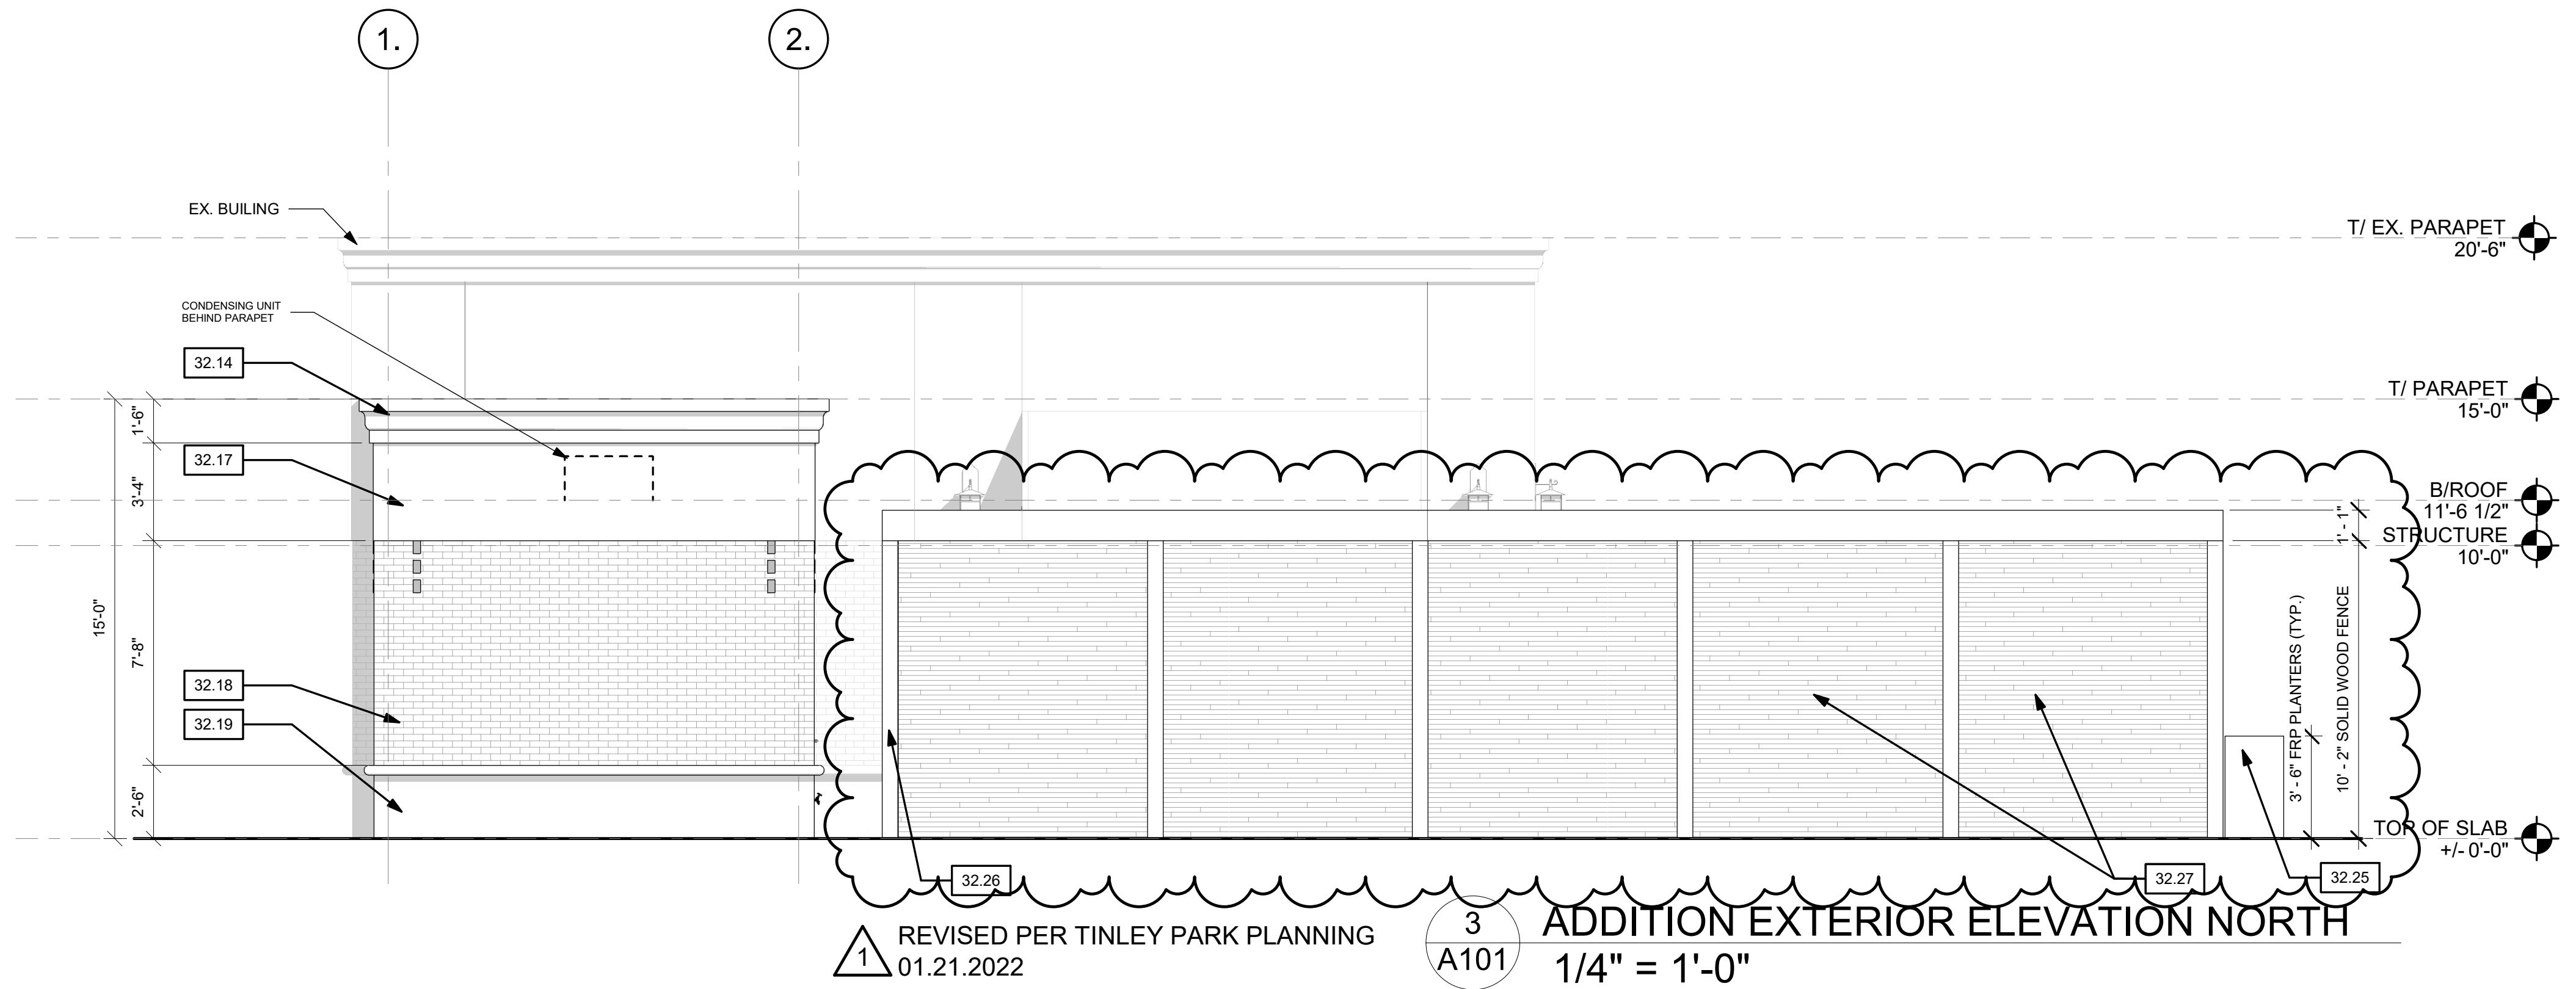 1.
2.
EX. BUILING
T/ EX. PARAPET
20'-6"
CONDENSING UNIT
BEHIND PARAPET
32.14
T/ PARAPET
15'-0"
1'-6"
32.17
3'-4"
B/ROOF
11'-6 1/2"
1' - 1"
STRUCTURE
10'-0"
15'-0"
7'-8"
3' - 6" FRP PLANTERS (TYP.)
10' - 2" SOLID WOOD FENCE
32.18
32.19
2'-6"
TOP OF SLAB
+/- 0'-0"
32.26
32.27
32.25
1
REVISED PER TINLEY PARK PLANNING
01.21.2022
3
A101
ADDITION EXTERIOR ELEVATION NORTH
1/4" = 1'-0"